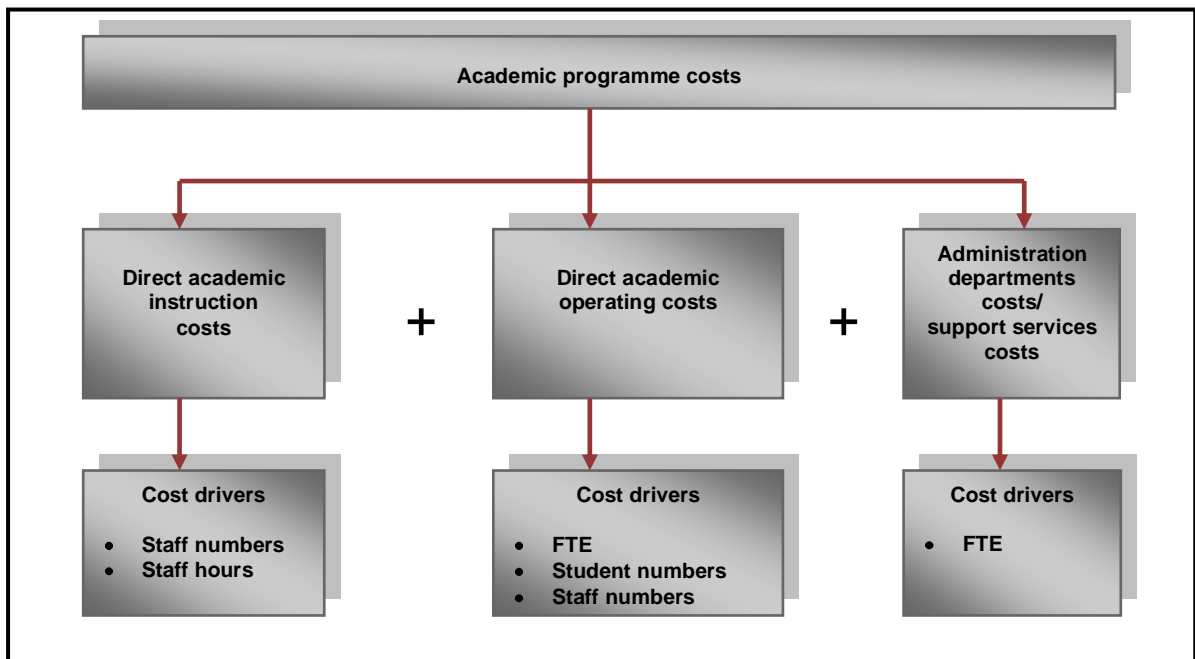 Academic programme costs
Direct academic
instruction
costs
+
Direct academic
operating costs
+
Administration
departments
costs/
support services
costs
Cost drivers
• Staff numbers
• Staff hours
Cost drivers
• FTE
• Student numbers
• Staff numbers
Cost drivers
• FTE